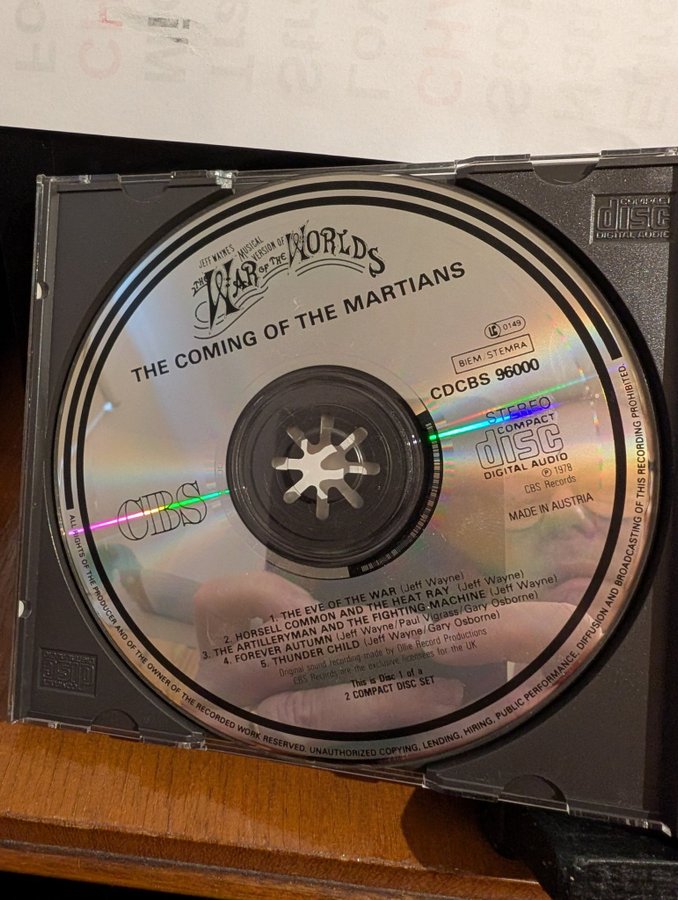 JEFF WAYNE'S
MUSICAL
VERSION OF
THE WAR OF THE WORLDS
THE COMING OF THE MARTIANS
COMPACT
disc
DIGITAL AUDIO
LC 0149
BIEM/STEMRA
CDCBS 96000
STEREO
COMPACT
disc
DIGITAL AUDIO
℗ 1978
CBS Records
MADE IN AUSTRIA
CBS
1. THE EVE OF THE WAR (Jeff Wayne)
2. HORSELL COMMON AND THE HEAT RAY (Jeff Wayne)
3. THE ARTILLERYMAN AND THE FIGHTING-MACHINE (Jeff Wayne)
4. FOREVER AUTUMN (Jeff Wayne/Paul Vigrass/Gary Osborne)
5. THUNDER CHILD (Jeff Wayne/Gary Osborne)
Original sound recording made by Ollie Record Productions
CBS Records are the exclusive licensees for the UK
This is Disc 1 of a
2 COMPACT DISC SET
ALL RIGHTS OF THE PRODUCER AND OF THE OWNER OF THE RECORDED WORK RESERVED. UNAUTHORIZED COPYING, LENDING, HIRING, PUBLIC PERFORMANCE, DIFFUSION AND BROADCASTING OF THIS RECORDING PROHIBITED.